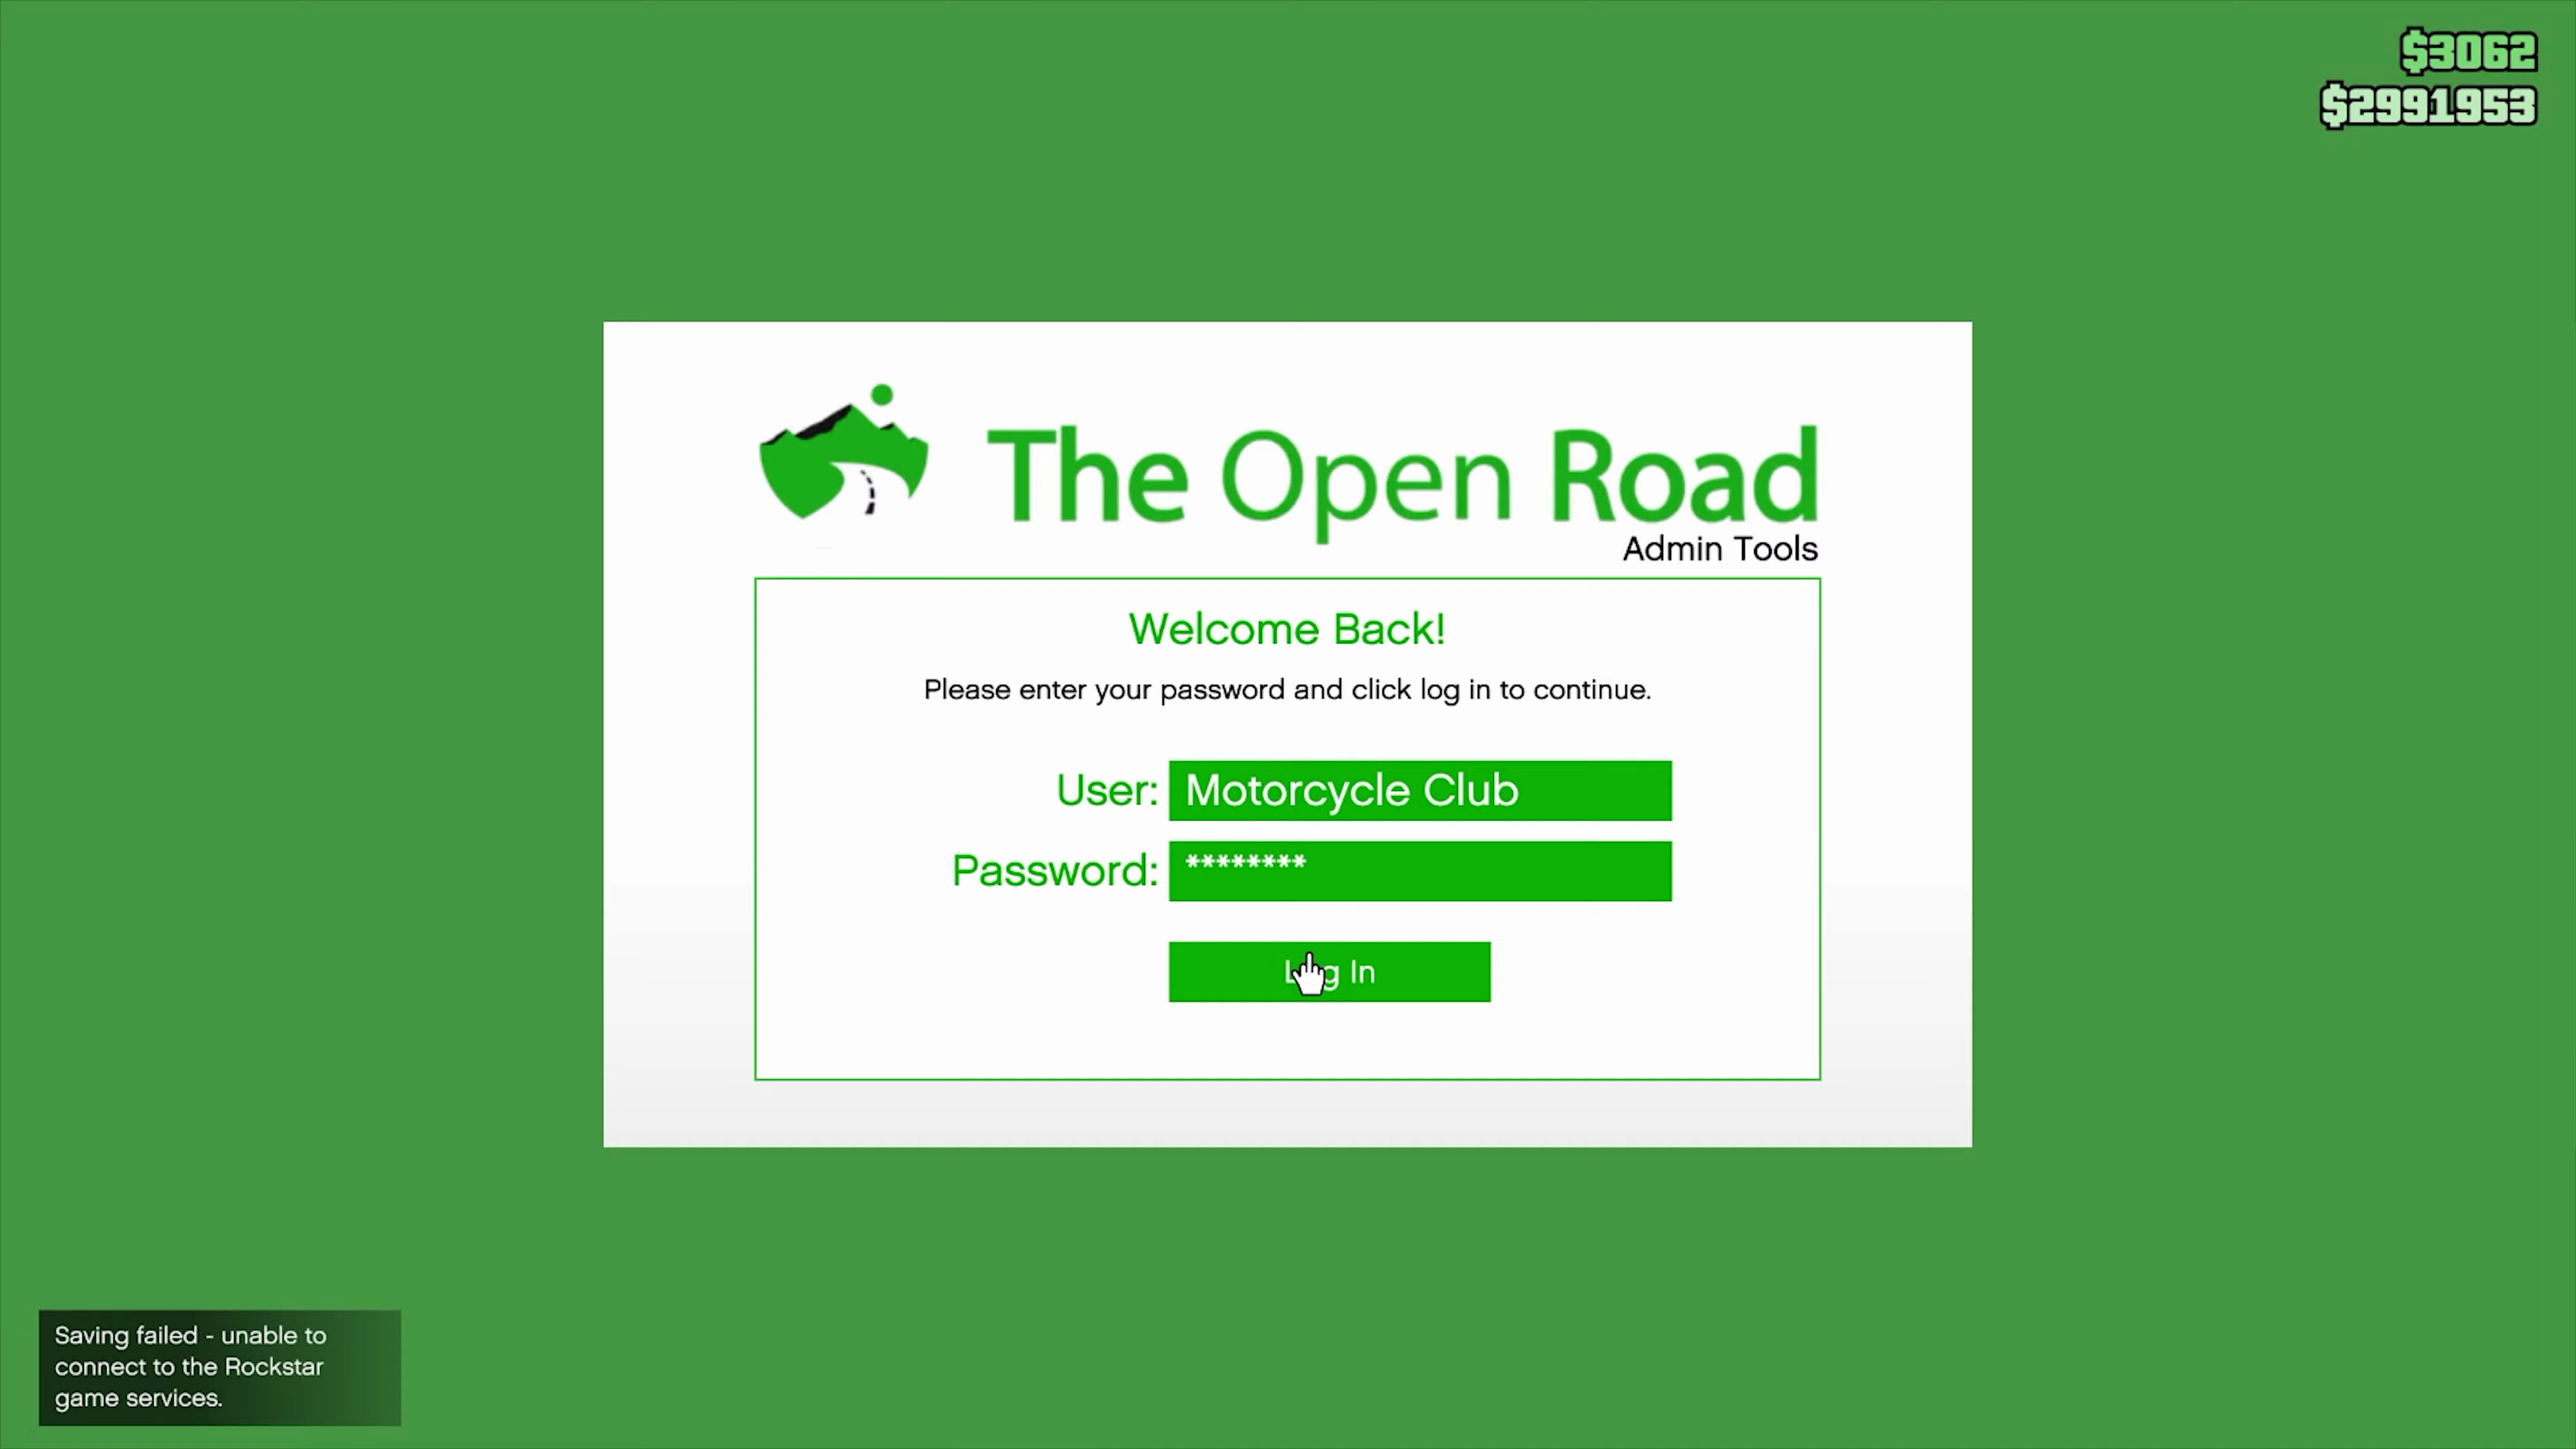 $3062
$2991953
The Open Road
Admin Tools
Welcome Back!
Please enter your password and click log in to continue.
User: Motorcycle Club
Password: ********
Log In
Saving failed - unable to
connect to the Rockstar
game services.